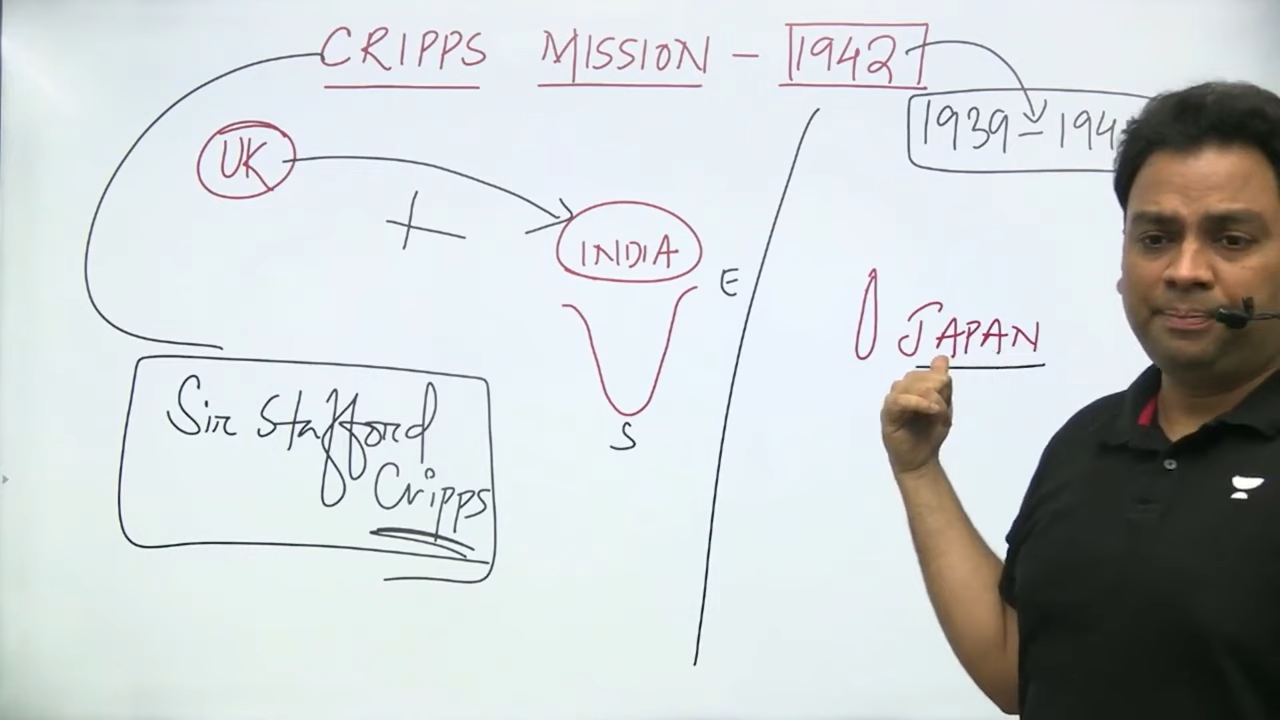 CRIPPS MISSION - 1942
1939 - 194
UK
INDIA
E
S
JAPAN
Sir Stafford
Cripps